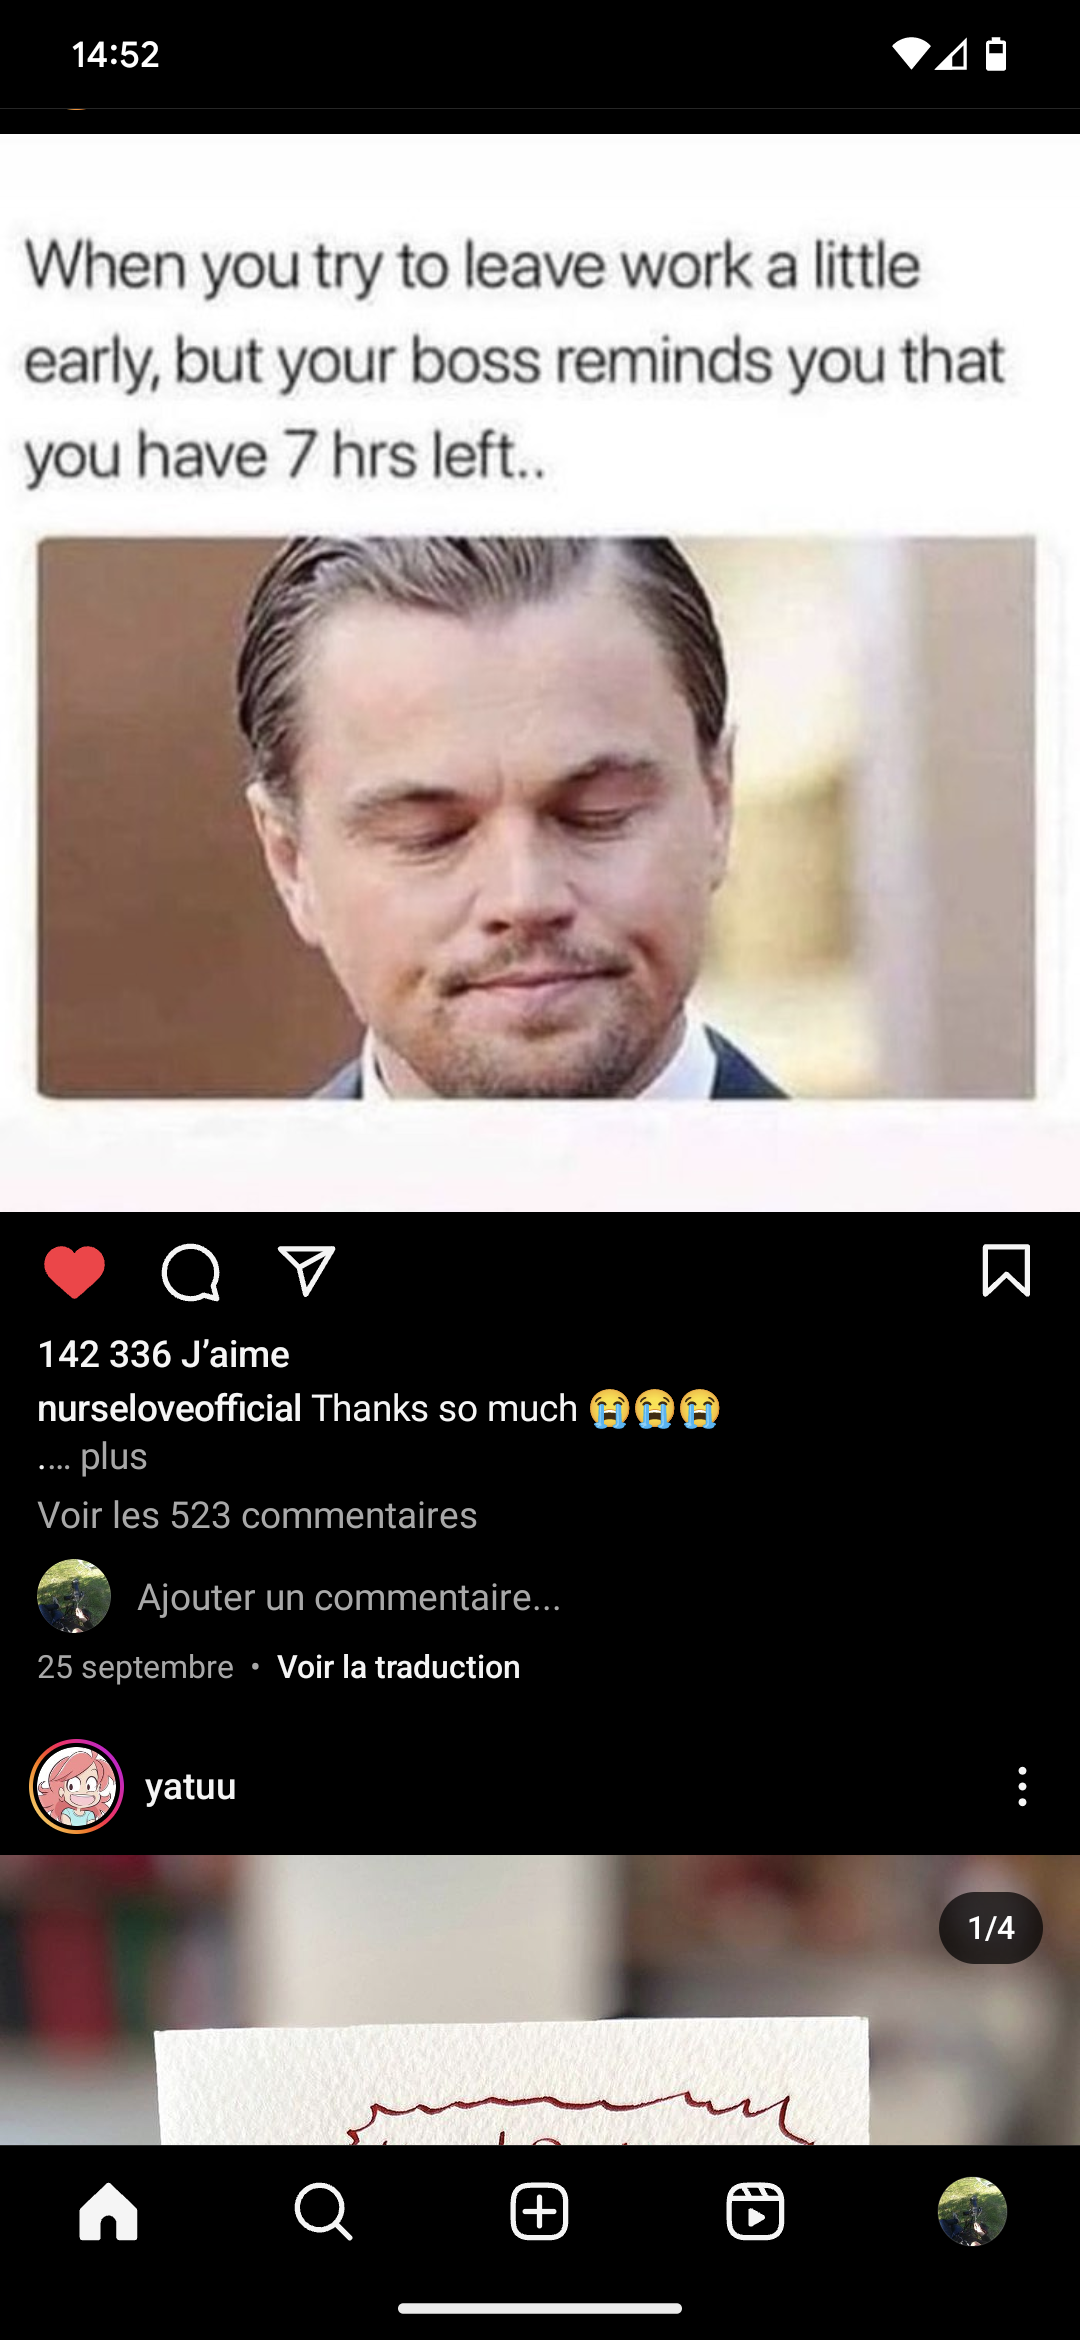 14:52
When you try to leave work a little
early, but your boss reminds you that
you have 7 hrs left..
142 336 J’aime
nurseloveofficial Thanks so much 😭😭😭
.... plus
Voir les 523 commentaires
Ajouter un commentaire...
25 septembre • Voir la traduction
yatuu
1/4